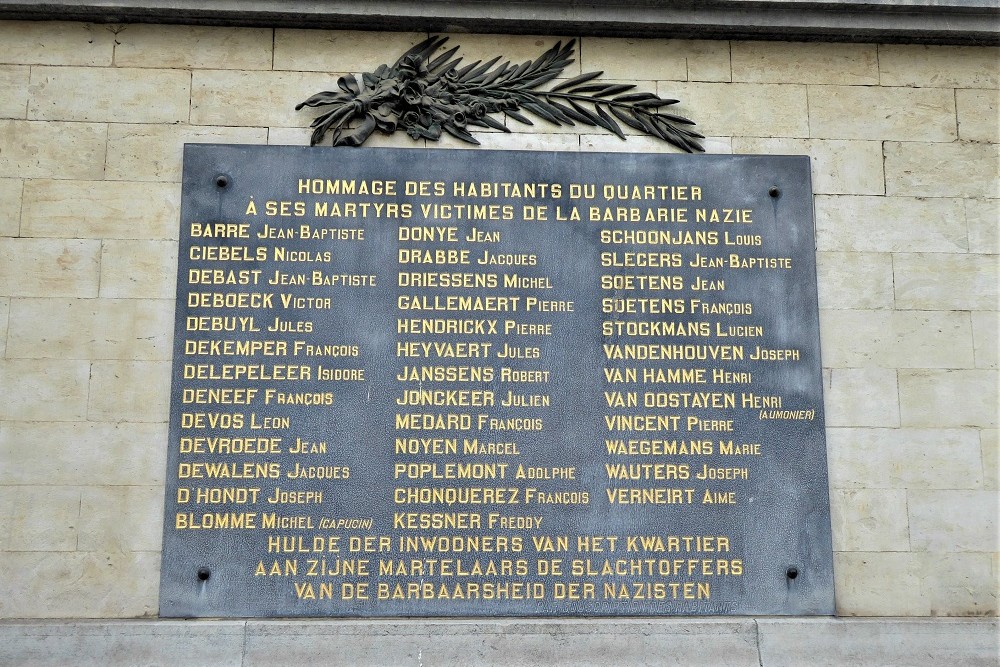 HOMMAGE DES HABITANTS DU QUARTIER
À SES MARTYRS VICTIMES DE LA BARBARIE NAZIE
BARRE JEAN-BAPTISTE
CIEBELS NICOLAS
DEBAST JEAN-BAPTISTE
DEBOECK VICTOR
DEBUYL JULES
DEKEMPER FRANÇOIS
DELEPELEER ISIDORE
DENEEF FRANÇOIS
DEVOS LEON
DEVROEDE JEAN
DEWALENS JACQUES
D'HONDT JOSEPH
BLOMME MICHEL (CAPUCIN)
DONYE JEAN
DRABBE JACQUES
DRIESSENS MICHEL
GALLEMAERT PIERRE
HENDRICKX PIERRE
HEYVAERT JULES
JANSSENS ROBERT
JONCKEER JULIEN
MEDARD FRANÇOIS
NOYEN MARCEL
POPLEMONT ADOLPHE
CHONQUEREZ FRANÇOIS
KESSNER FREDDY
SCHOONJANS LOUIS
SLEGERS JEAN-BAPTISTE
SOETENS JEAN
SOETENS FRANÇOIS
STOCKMANS LUCIEN
VANDENHOUVEN JOSEPH
VAN HAMME HENRI
VAN OOSTAYEN HENRI
(AUMONIER)
VINCENT PIERRE
WAEGEMANS MARIE
WAUTERS JOSEPH
VERNEIRT AIME
HULDE DER INWOONERS VAN HET KWARTIER
AAN ZIJNE MARTELAARS DE SLACHTOFFERS
VAN DE BARBAARSHEID DER NAZISTEN